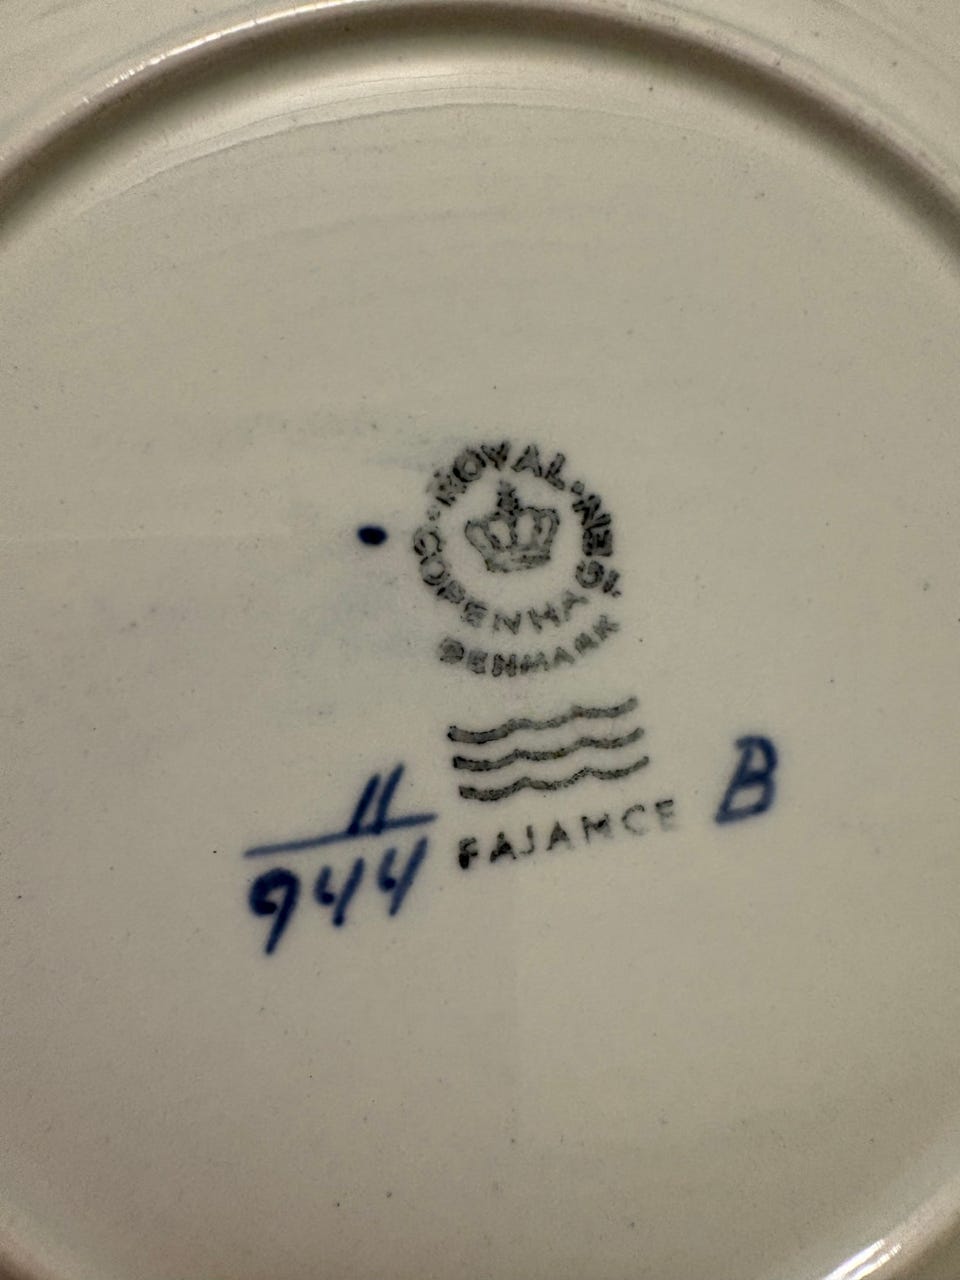 ROYAL · COPENHAGEN ·
DENMARK
11
944
FAJANCE
B